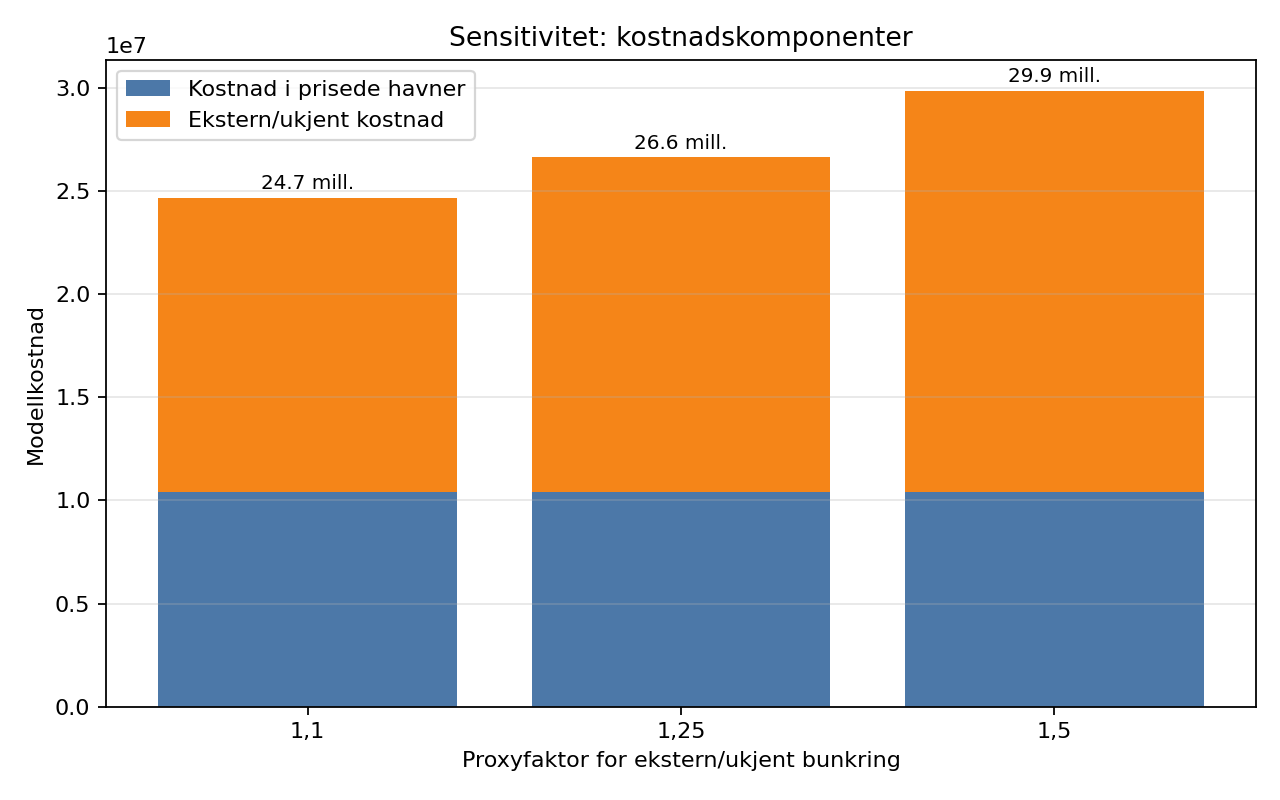 Sensitivitet: kostnadskomponenter
1e7
Kostnad i prisede havner
Ekstern/ukjent kostnad
24.7 mill.
26.6 mill.
29.9 mill.
3.0
2.5
2.0
1.5
1.0
0.5
0.0
Modellkostnad
1,1
1,25
1,5
Proxyfaktor for ekstern/ukjent bunkring